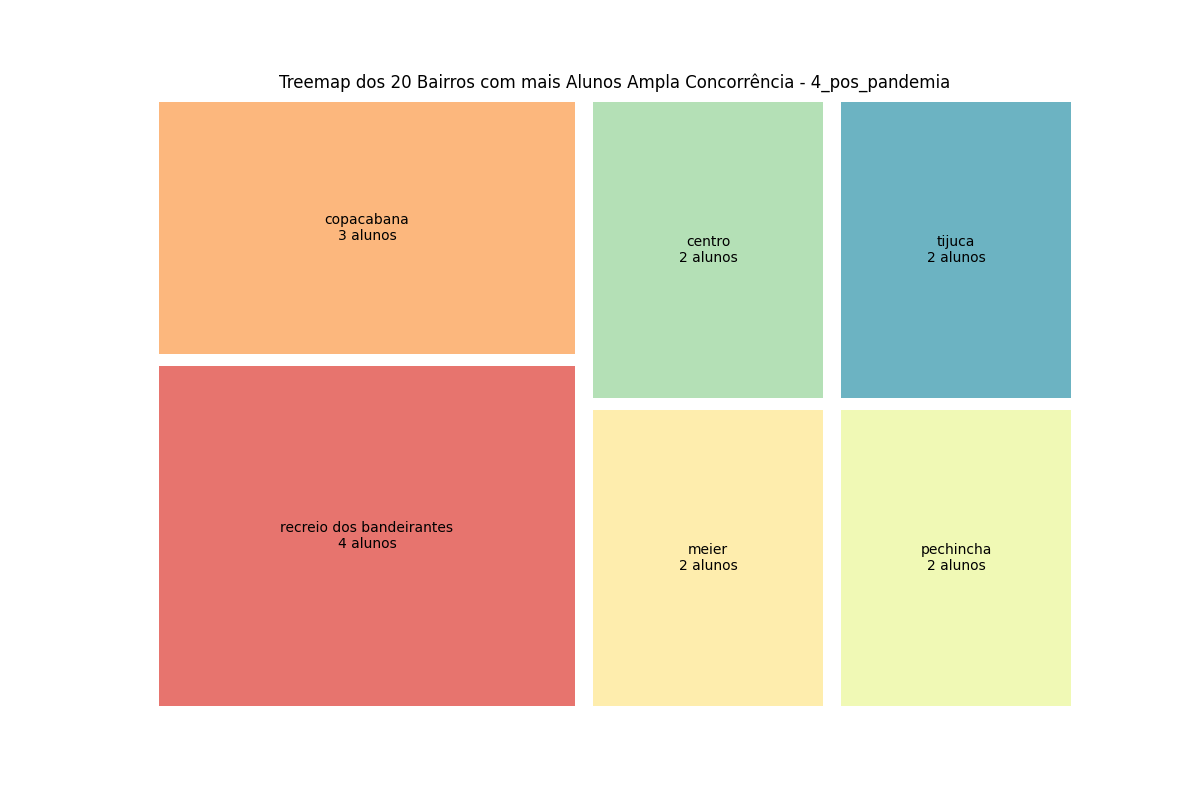 Treemap dos 20 Bairros com mais Alunos Ampla Concorrência - 4_pos_pandemia
copacabana
3 alunos
recreio dos bandeirantes
4 alunos
centro
2 alunos
meier
2 alunos
tijuca
2 alunos
pechincha
2 alunos